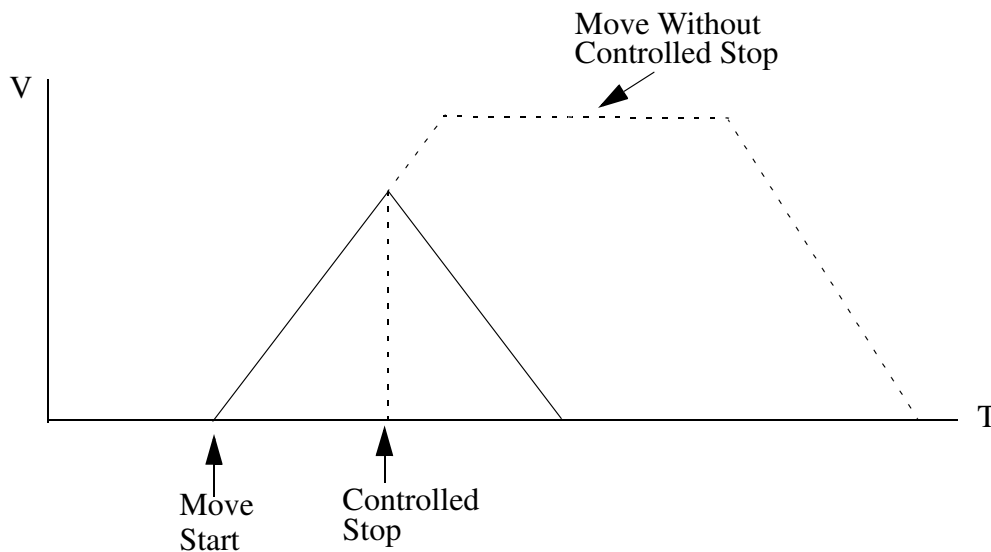 Move Without
Controlled Stop
V
T
Move
Start
Controlled
Stop